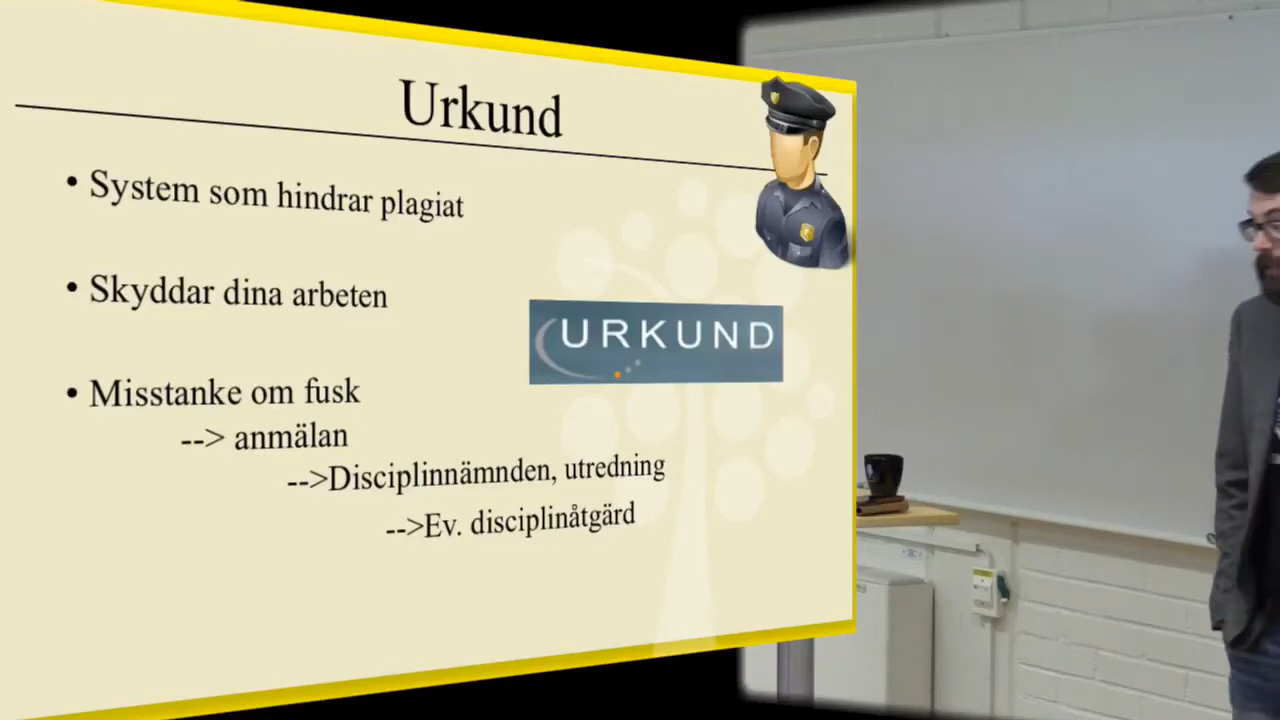 Urkund
• System som hindrar plagiat
• Skyddar dina arbeten
URKUND
• Misstanke om fusk
--> anmälan
-->Disciplinnämnden, utredning
-->Ev. disciplinåtgärd